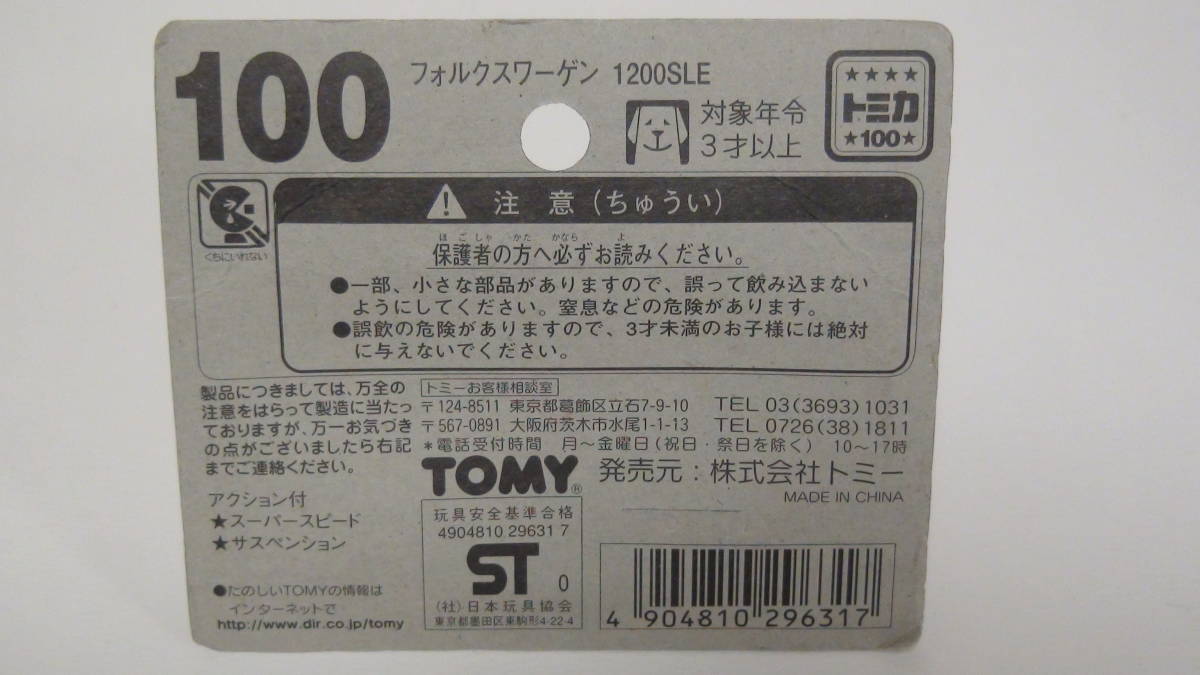 100
フォルクスワーゲン 1200SLE
対象年令
3才以上
★★★★
トミカ
★100★
くちにいれない
注 意（ちゅうい）
ほごしゃ かた かなら よ
保護者の方へ必ずお読みください。
●一部、小さな部品がありますので、誤って飲み込まない
ようにしてください。窒息などの危険があります。
●誤飲の危険がありますので、3才未満のお子様には絶対
に与えないでください。
製品につきましては、万全の
注意をはらって製造に当たっ
ておりますが、万一お気づき
の点がございましたら右記
までご連絡ください。
トミーお客様相談室
〒124-8511 東京都葛飾区立石7-9-10 TEL 03(3693)1031
〒567-0891 大阪府茨木市水尾1-1-13 TEL 0726(38)1811
＊電話受付時間 月～金曜日(祝日・祭日を除く) 10～17時
TOMY® 発売元：株式会社トミー
MADE IN CHINA
アクション付
★スーパースピード
★サスペンション
●たのしいTOMYの情報は
インターネットで
http://www.dir.co.jp/tomy
玩具安全基準合格
4904810 29631 7
ST 0
(社)日本玩具協会
東京都墨田区東駒形4-22-4
4 904810 296317